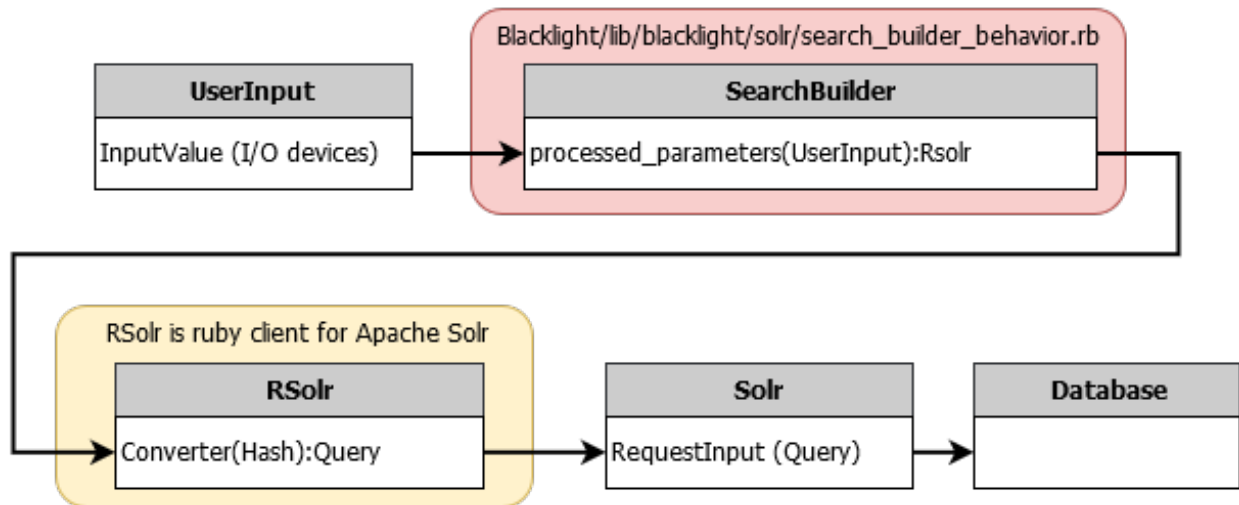 Blacklight/lib/blacklight/solr/search_builder_behavior.rb
UserInput
InputValue (I/O devices)
SearchBuilder
processed_parameters(UserInput):Rsolr
RSolr is ruby client for Apache Solr
RSolr
Converter(Hash):Query
Solr
RequestInput (Query)
Database